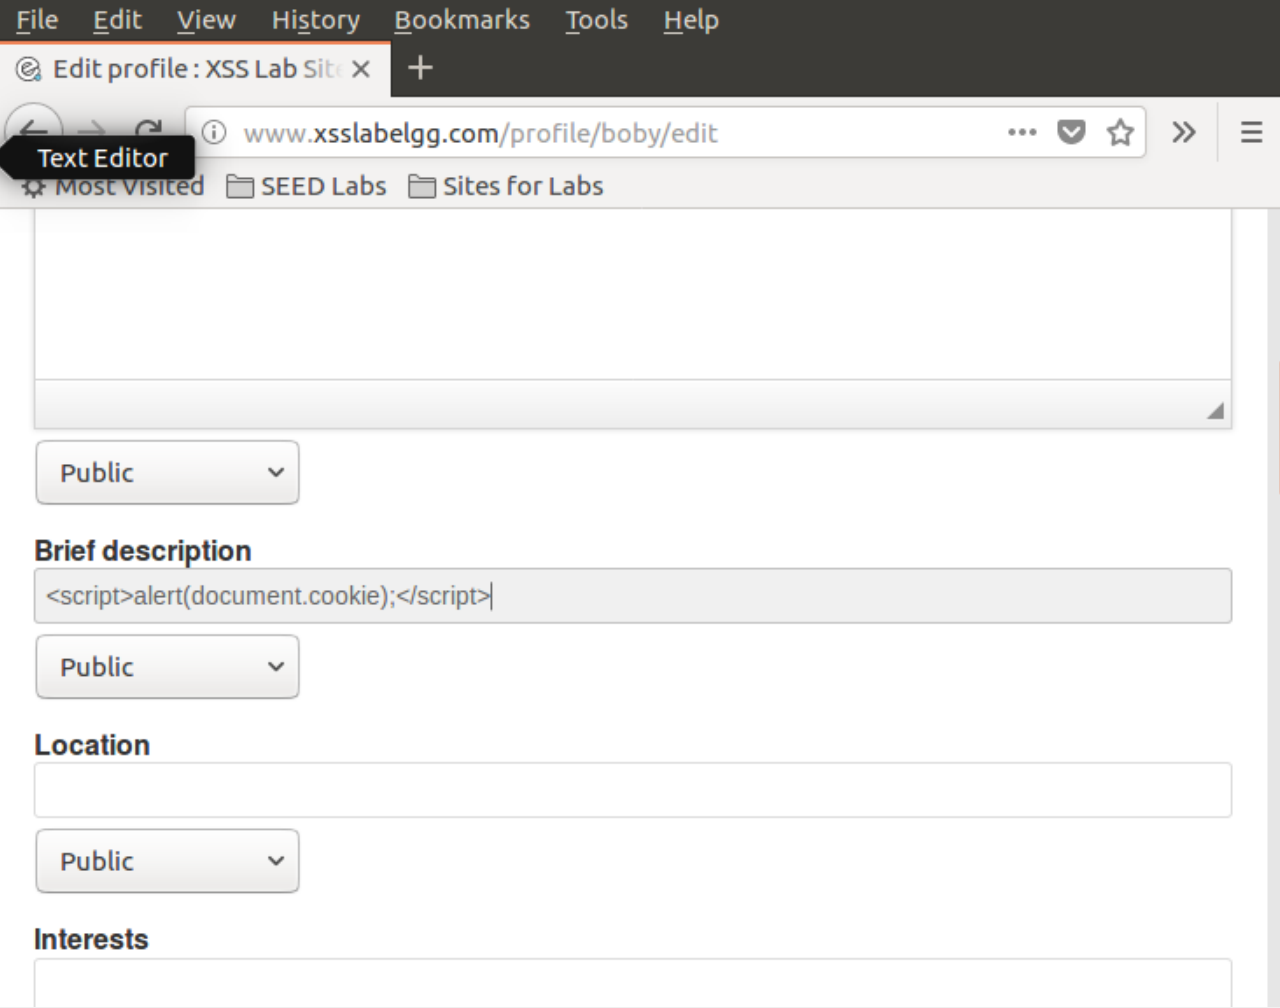 File Edit View History Bookmarks Tools Help
Edit profile : XSS Lab Site
www.xsslabelgg.com/profile/boby/edit
Text Editor
Most Visited SEED Labs Sites for Labs
Public
Brief description
<script>alert(document.cookie);</script>
Public
Location
Public
Interests